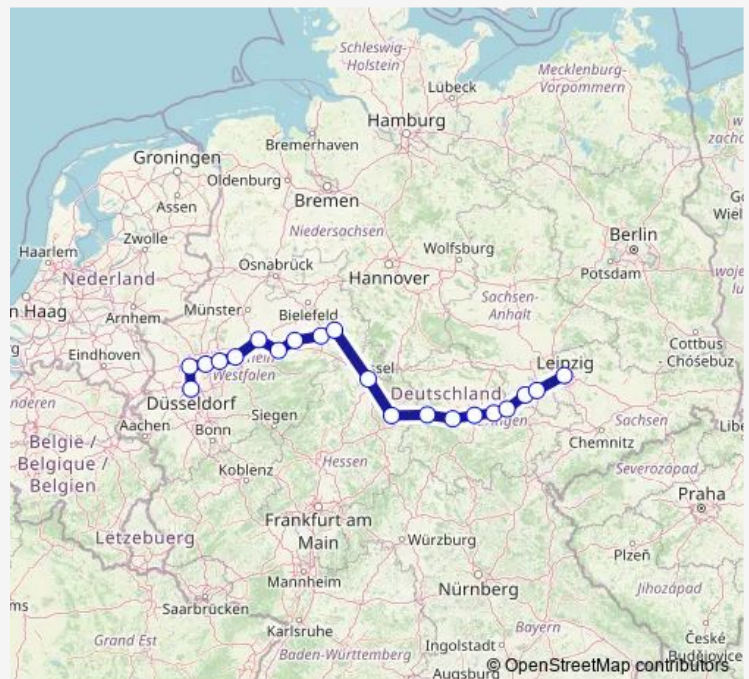 Schleswig-
Holstein
Mecklenburg-
Vorpommern
Lübeck
Hamburg
Bremerhaven
Groningen
Oldenburg
Bremen
Assen
Niedersachsen
Zwolle
Wolfsburg
Berlin
Haarlem
Nederland
Osnabrück
Hannover
Potsdam
n Haag
Arnhem
Münster
Bielefeld
Sachsen-
Anhalt
Cottbus
- Chóśebuz
Eindhoven
Westfalen
sel
Leipzig
Deutschland
Düsseldorf
Aachen
Siegen
Bonn
Sachsen
Chemnitz
België /
Belgique /
Belgien
Koblenz
Hessen
Severozápad
Praha
Frankfurt am
Main
Lëtzebuerg
Würzburg
Plzeň
Mannheim
Nürnberg
Jihozápad
Saarbrücken
Grand Est
Karlsruhe
Baden-Württemberg
Bayern
Ingolstadt
České
Budějovice
Augsburg
© OpenStreetMap contributors